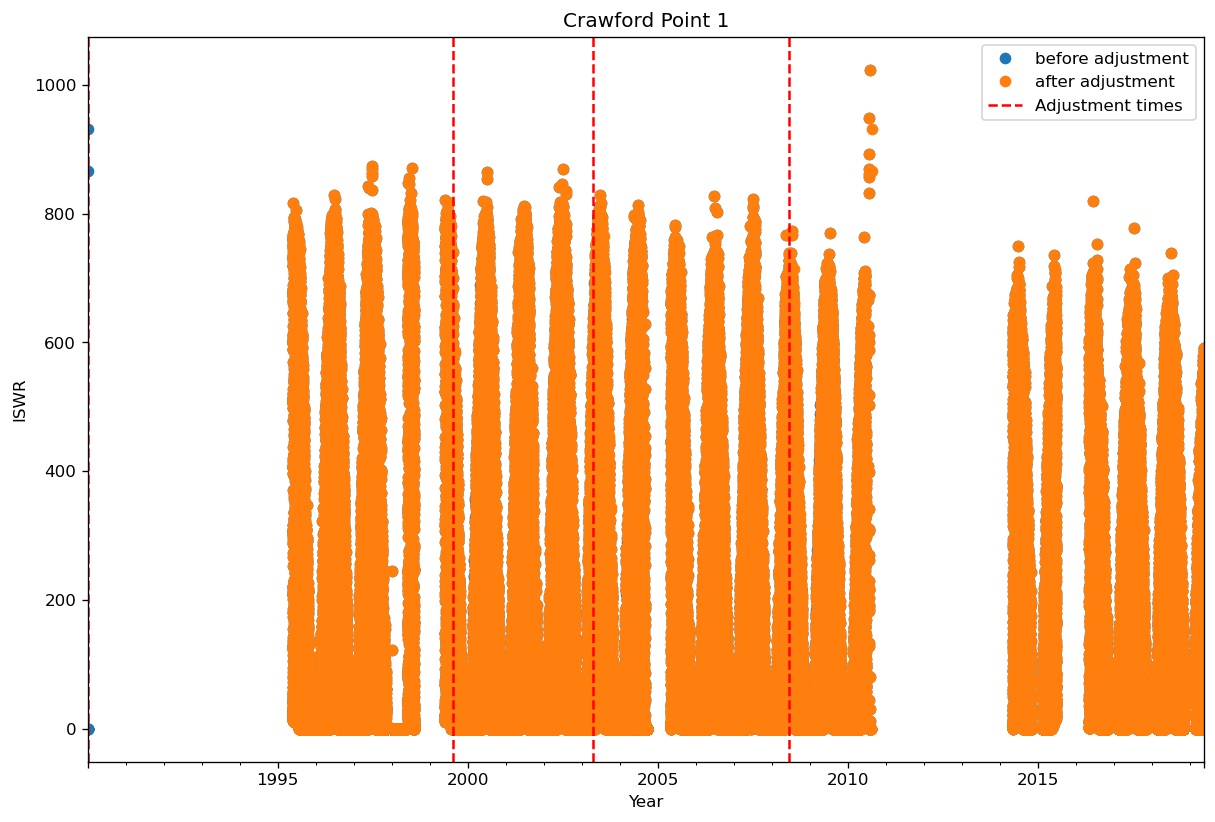 Crawford Point 1
before adjustment
after adjustment
Adjustment times
ISWR
1000
800
600
400
200
0
1995
2000
2005
2010
2015
Year